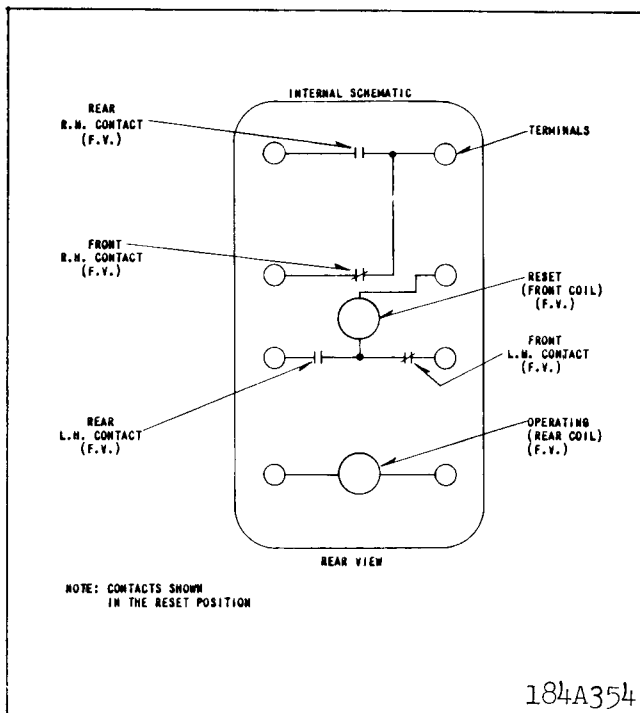 INTERNAL SCHEMATIC
REAR
R.H. CONTACT
(F.V.)
TERMINALS
FRONT
R.H. CONTACT
(F.V.)
RESET
(FRONT COIL)
(F.V.)
FRONT
L.H. CONTACT
(F.V.)
REAR
L.H. CONTACT
(F.V.)
OPERATING
(REAR COIL)
(F.V.)
REAR VIEW
NOTE: CONTACTS SHOWN
IN THE RESET POSITION
184A354